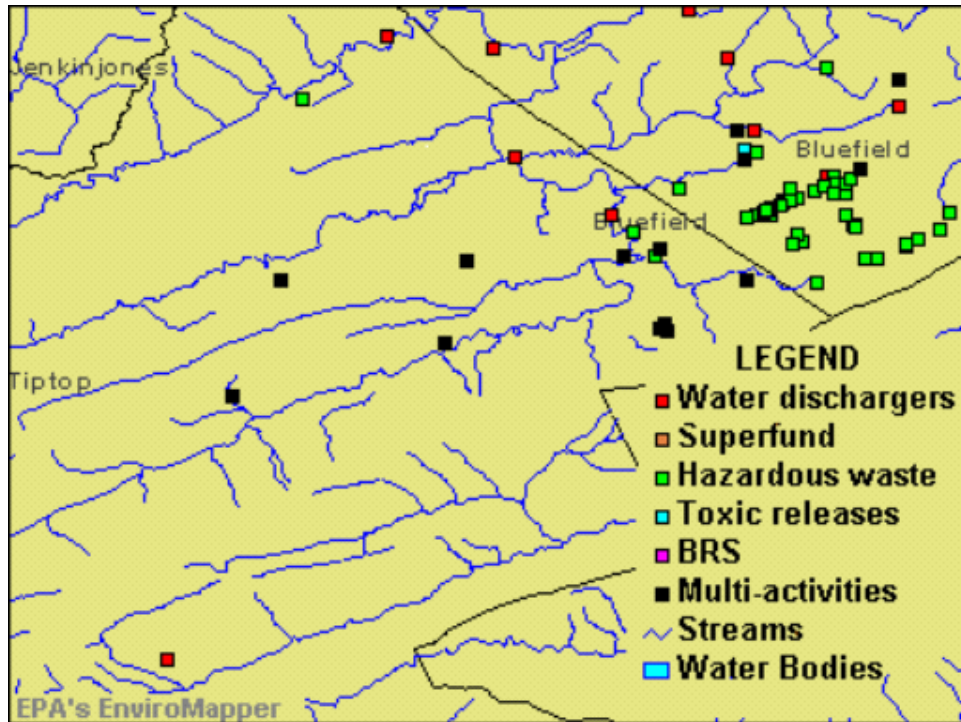 Jenkinjones
Bluefield
Bluefield
Tiptop
LEGEND
Water dischargers
Superfund
Hazardous waste
Toxic releases
BRS
Multi-activities
Streams
Water Bodies
EPA's EnviroMapper